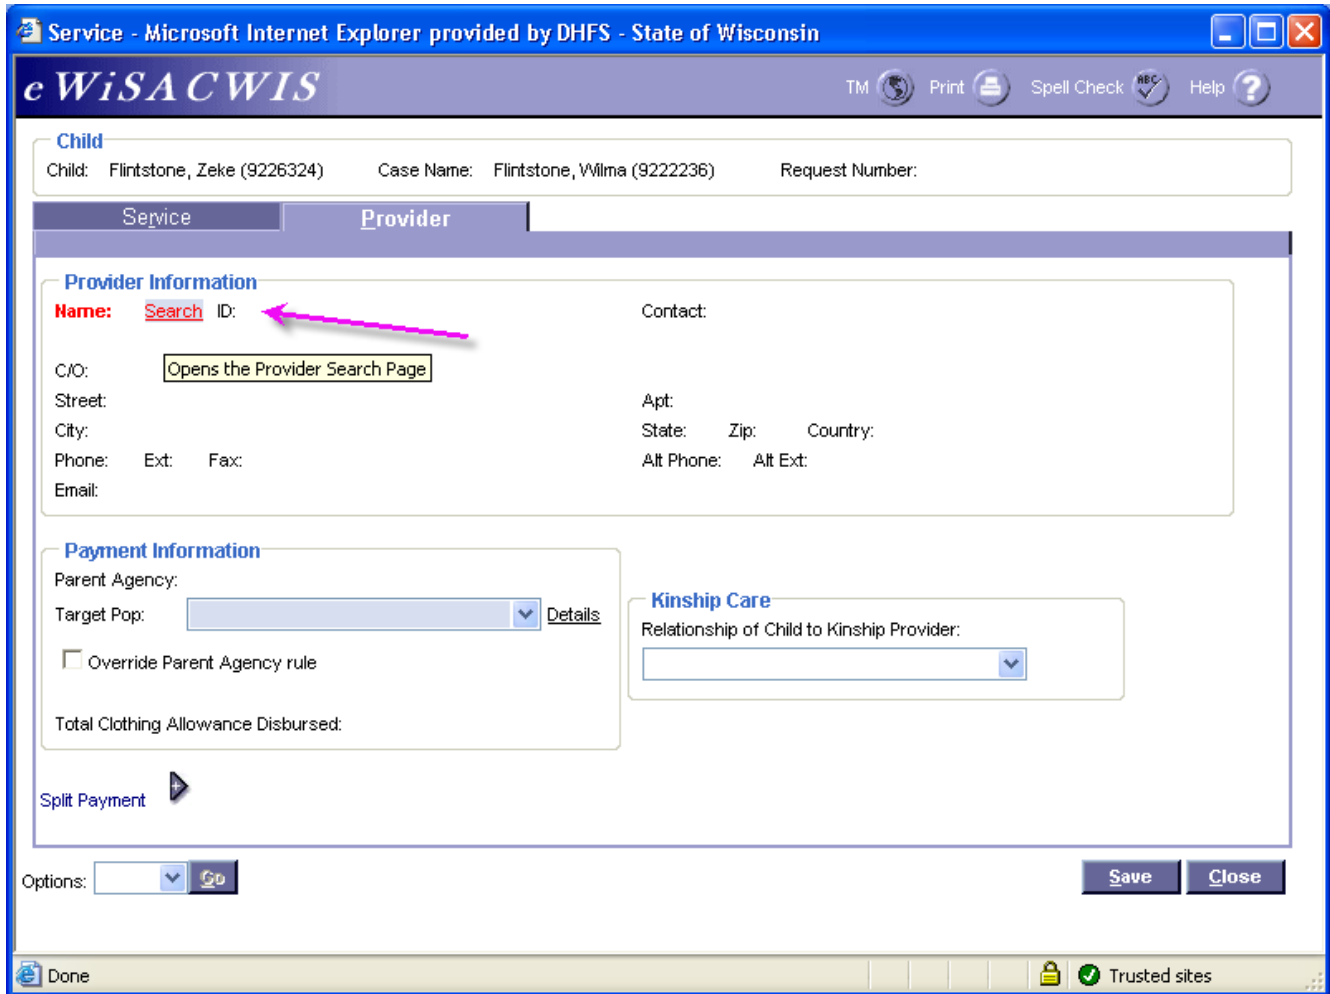 Service - Microsoft Internet Explorer provided by DHFS - State of Wisconsin
eWiSACWIS TM Print Spell Check ABC Help ?
Child
Child: Flintstone, Zeke (9226324) Case Name: Flintstone, Wilma (9222236) Request Number:
Service Provider
Provider Information
Name: Search ID: Contact:
C/O: Opens the Provider Search Page
Street: Apt:
City: State: Zip: Country:
Phone: Ext: Fax: Alt Phone: Alt Ext:
Email:
Payment Information
Parent Agency:
Kinship Care
Target Pop: Details
Relationship of Child to Kinship Provider:
Override Parent Agency rule
Total Clothing Allowance Disbursed:
Split Payment
Options: Go Save Close
Done Trusted sites